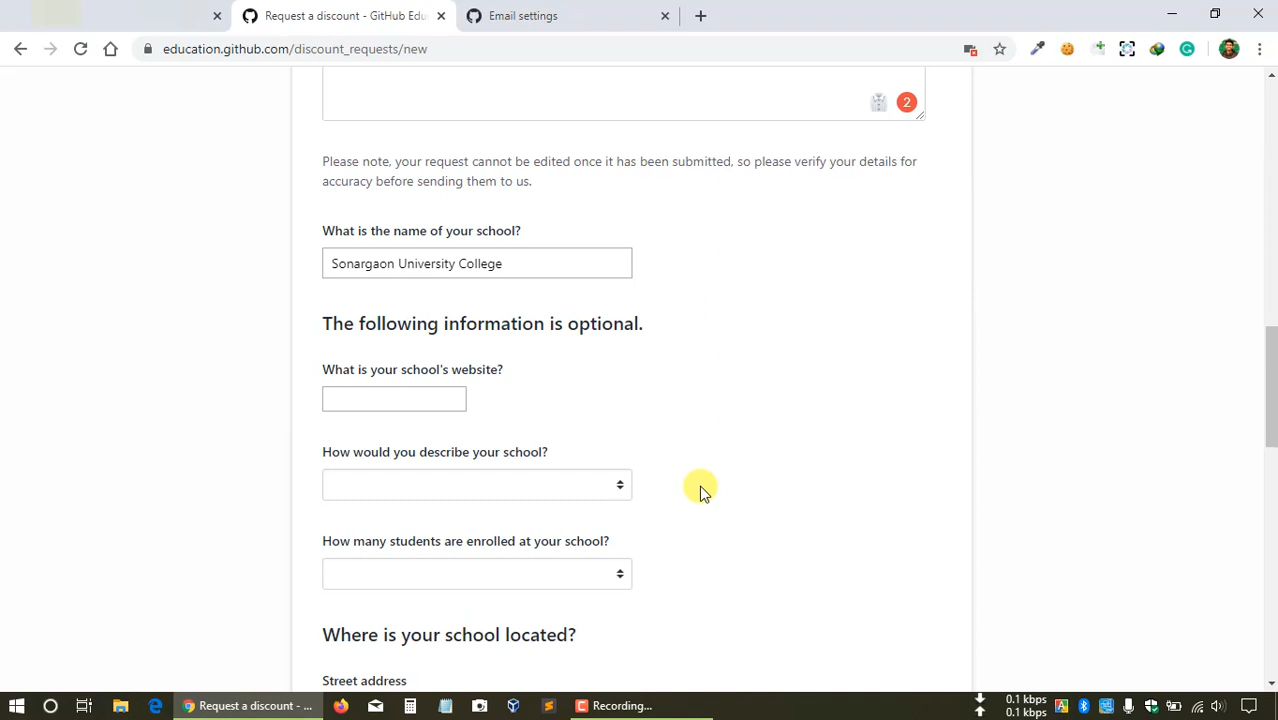 Request a discount - GitHub Edu
Email settings
education.github.com/discount_requests/new
2
Please note, your request cannot be edited once it has been submitted, so please verify your details for
accuracy before sending them to us.
What is the name of your school?
Sonargaon University College
The following information is optional.
What is your school's website?
How would you describe your school?
How many students are enrolled at your school?
Where is your school located?
Street address
Request a discount - ...
Recording...
0.1 kbps
0.1 kbps